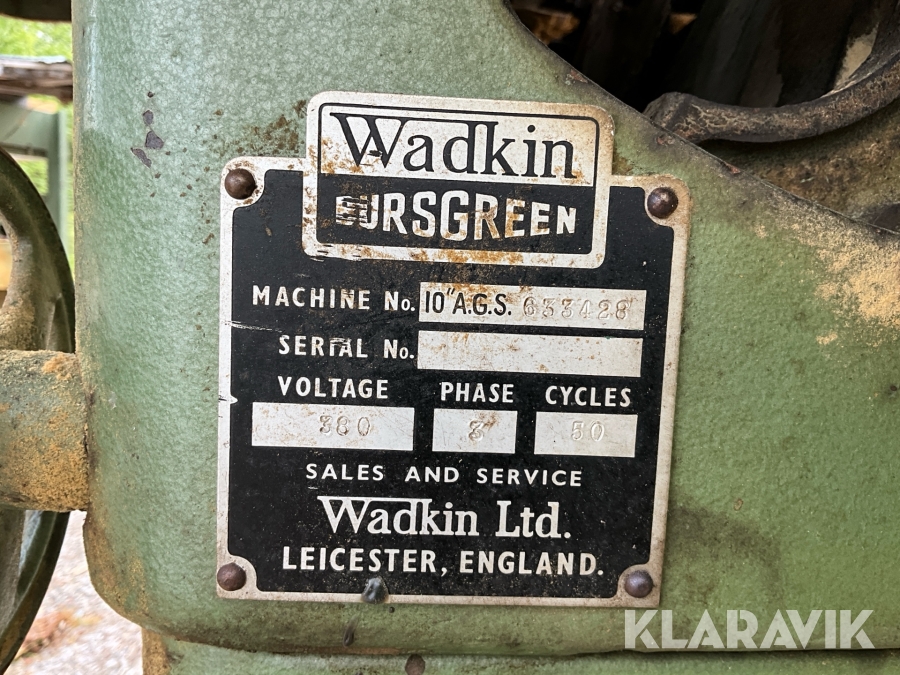 Wadkin
BURSGREEN
MACHINE No. 10" A.G.S. 633428
SERIAL No.
VOLTAGE PHASE CYCLES
380 3 50
SALES AND SERVICE
Wadkin Ltd.
LEICESTER, ENGLAND.
KLARAVIK